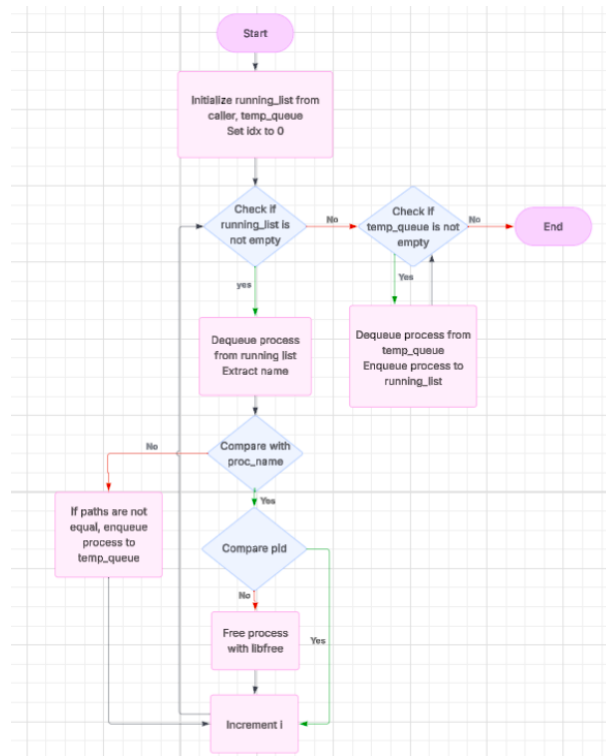 Start
Initialize running_list from
caller, temp_queue
Set idx to 0
Check if
running_list is
not empty
No
Check if
temp_queue is not
empty
No
End
yes
Yes
Dequeue process
from running list
Extract name
Dequeue process from
temp_queue
Enqueue process to
running_list
Compare with
proc_name
No
Yes
If paths are not
equal, enqueue
process to
temp_queue
Compare pid
No
Yes
Free process
with libfree
Increment i